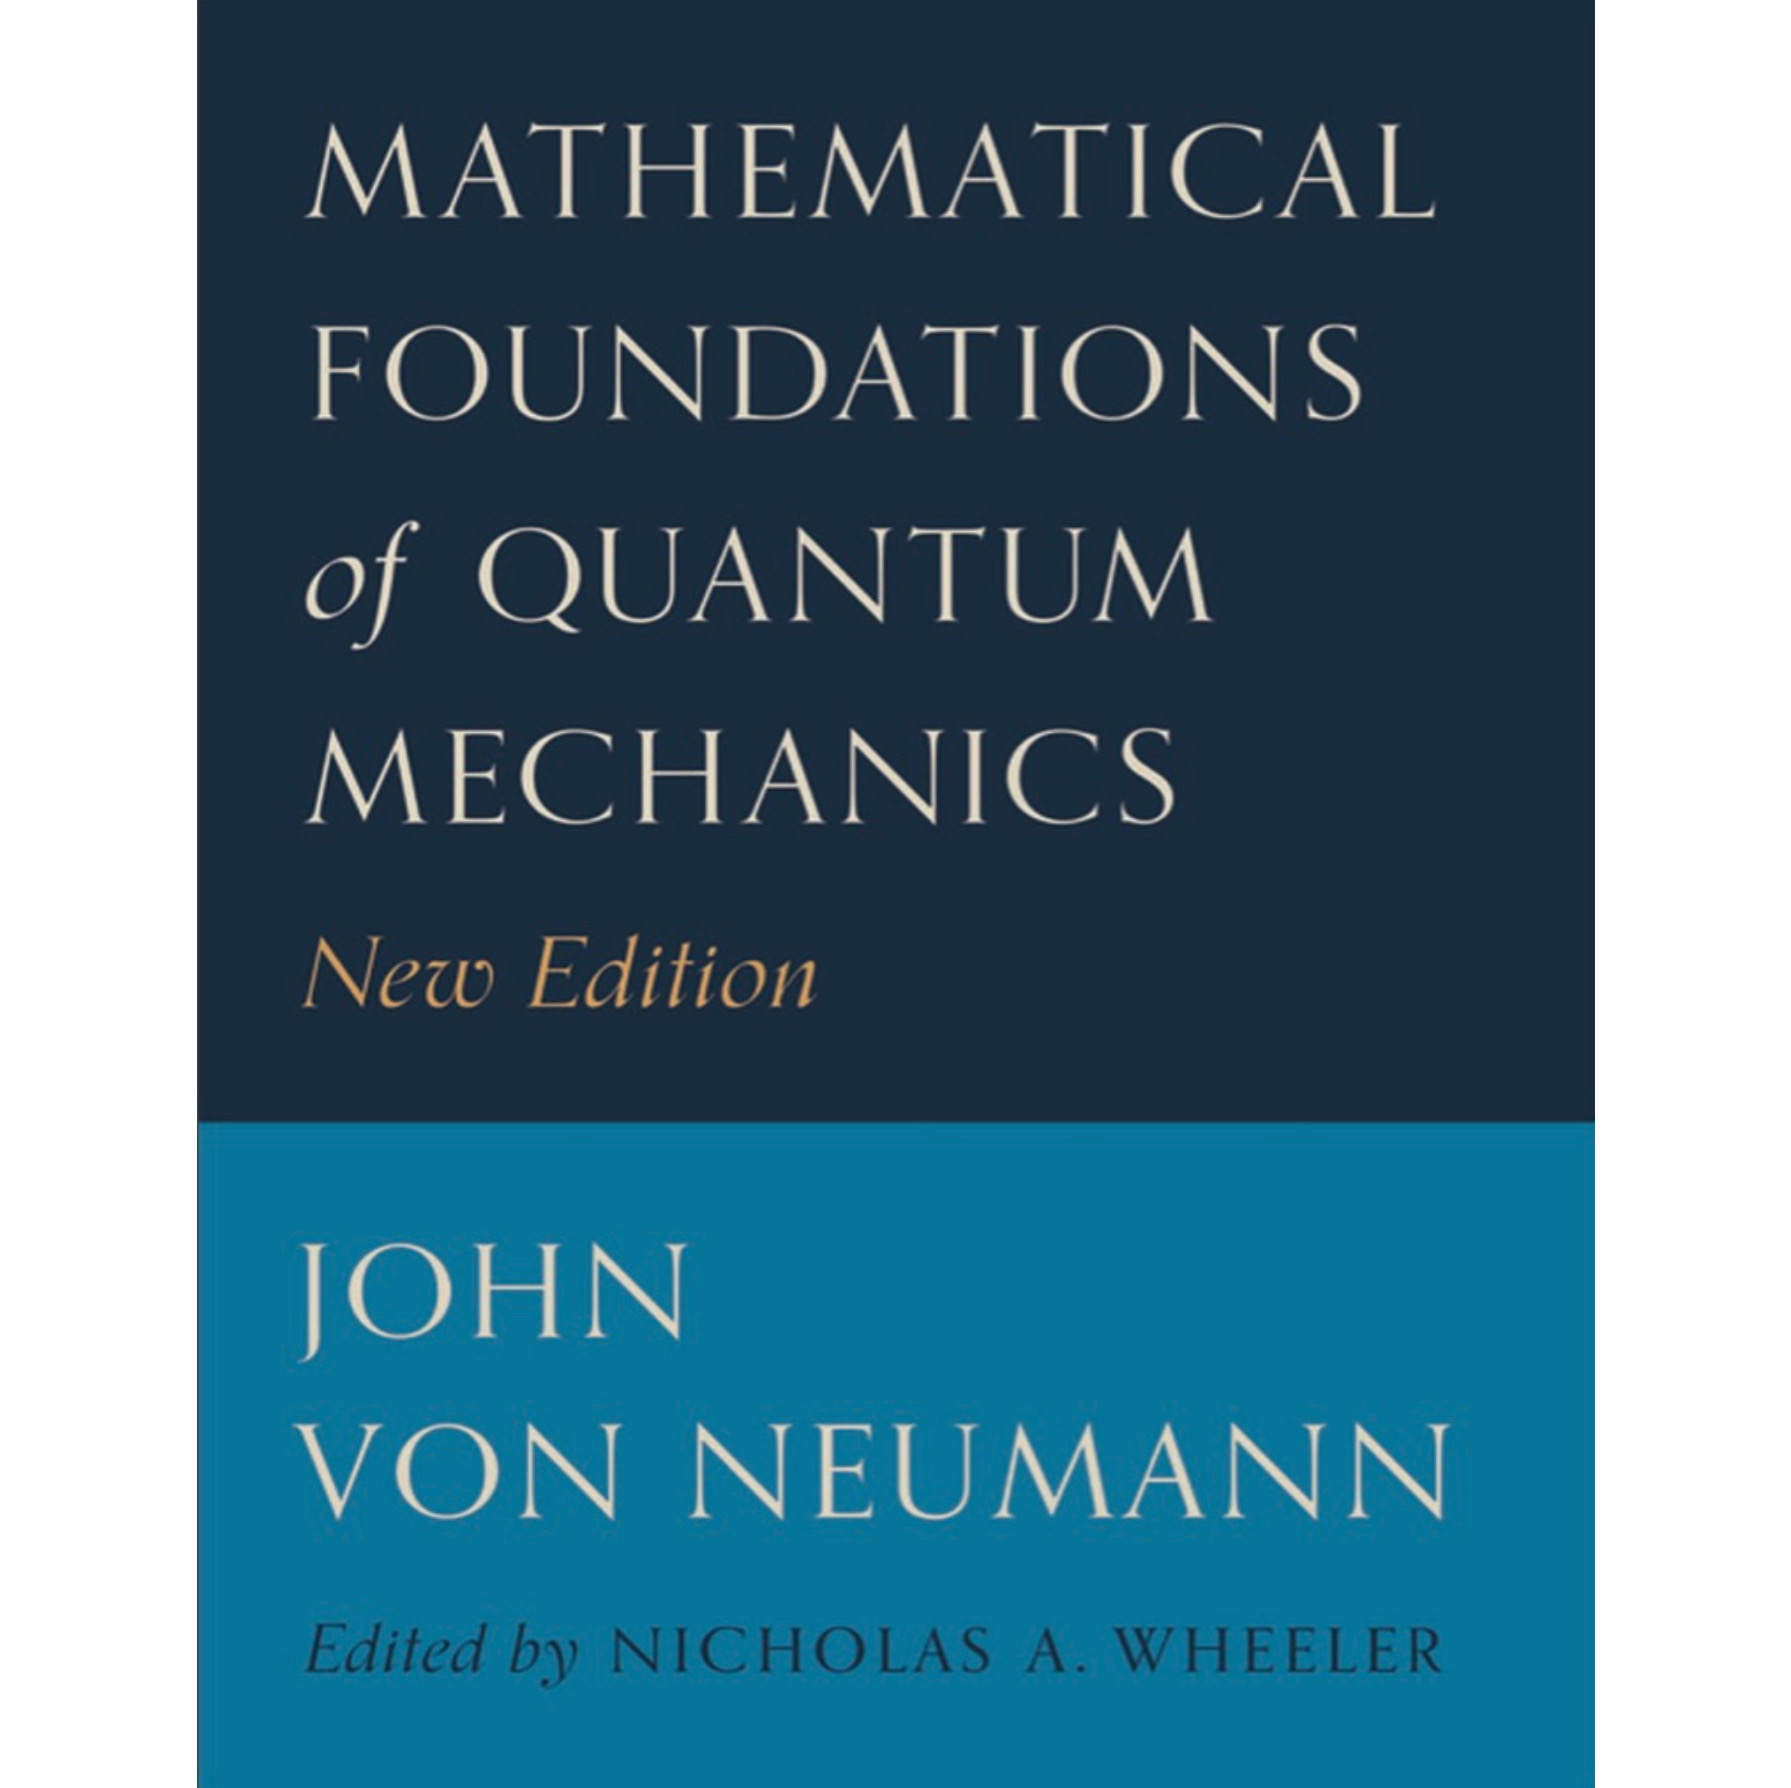 MATHEMATICAL
FOUNDATIONS
of QUANTUM
MECHANICS
New Edition
JOHN
VON NEUMANN
Edited by NICHOLAS A. WHEELER